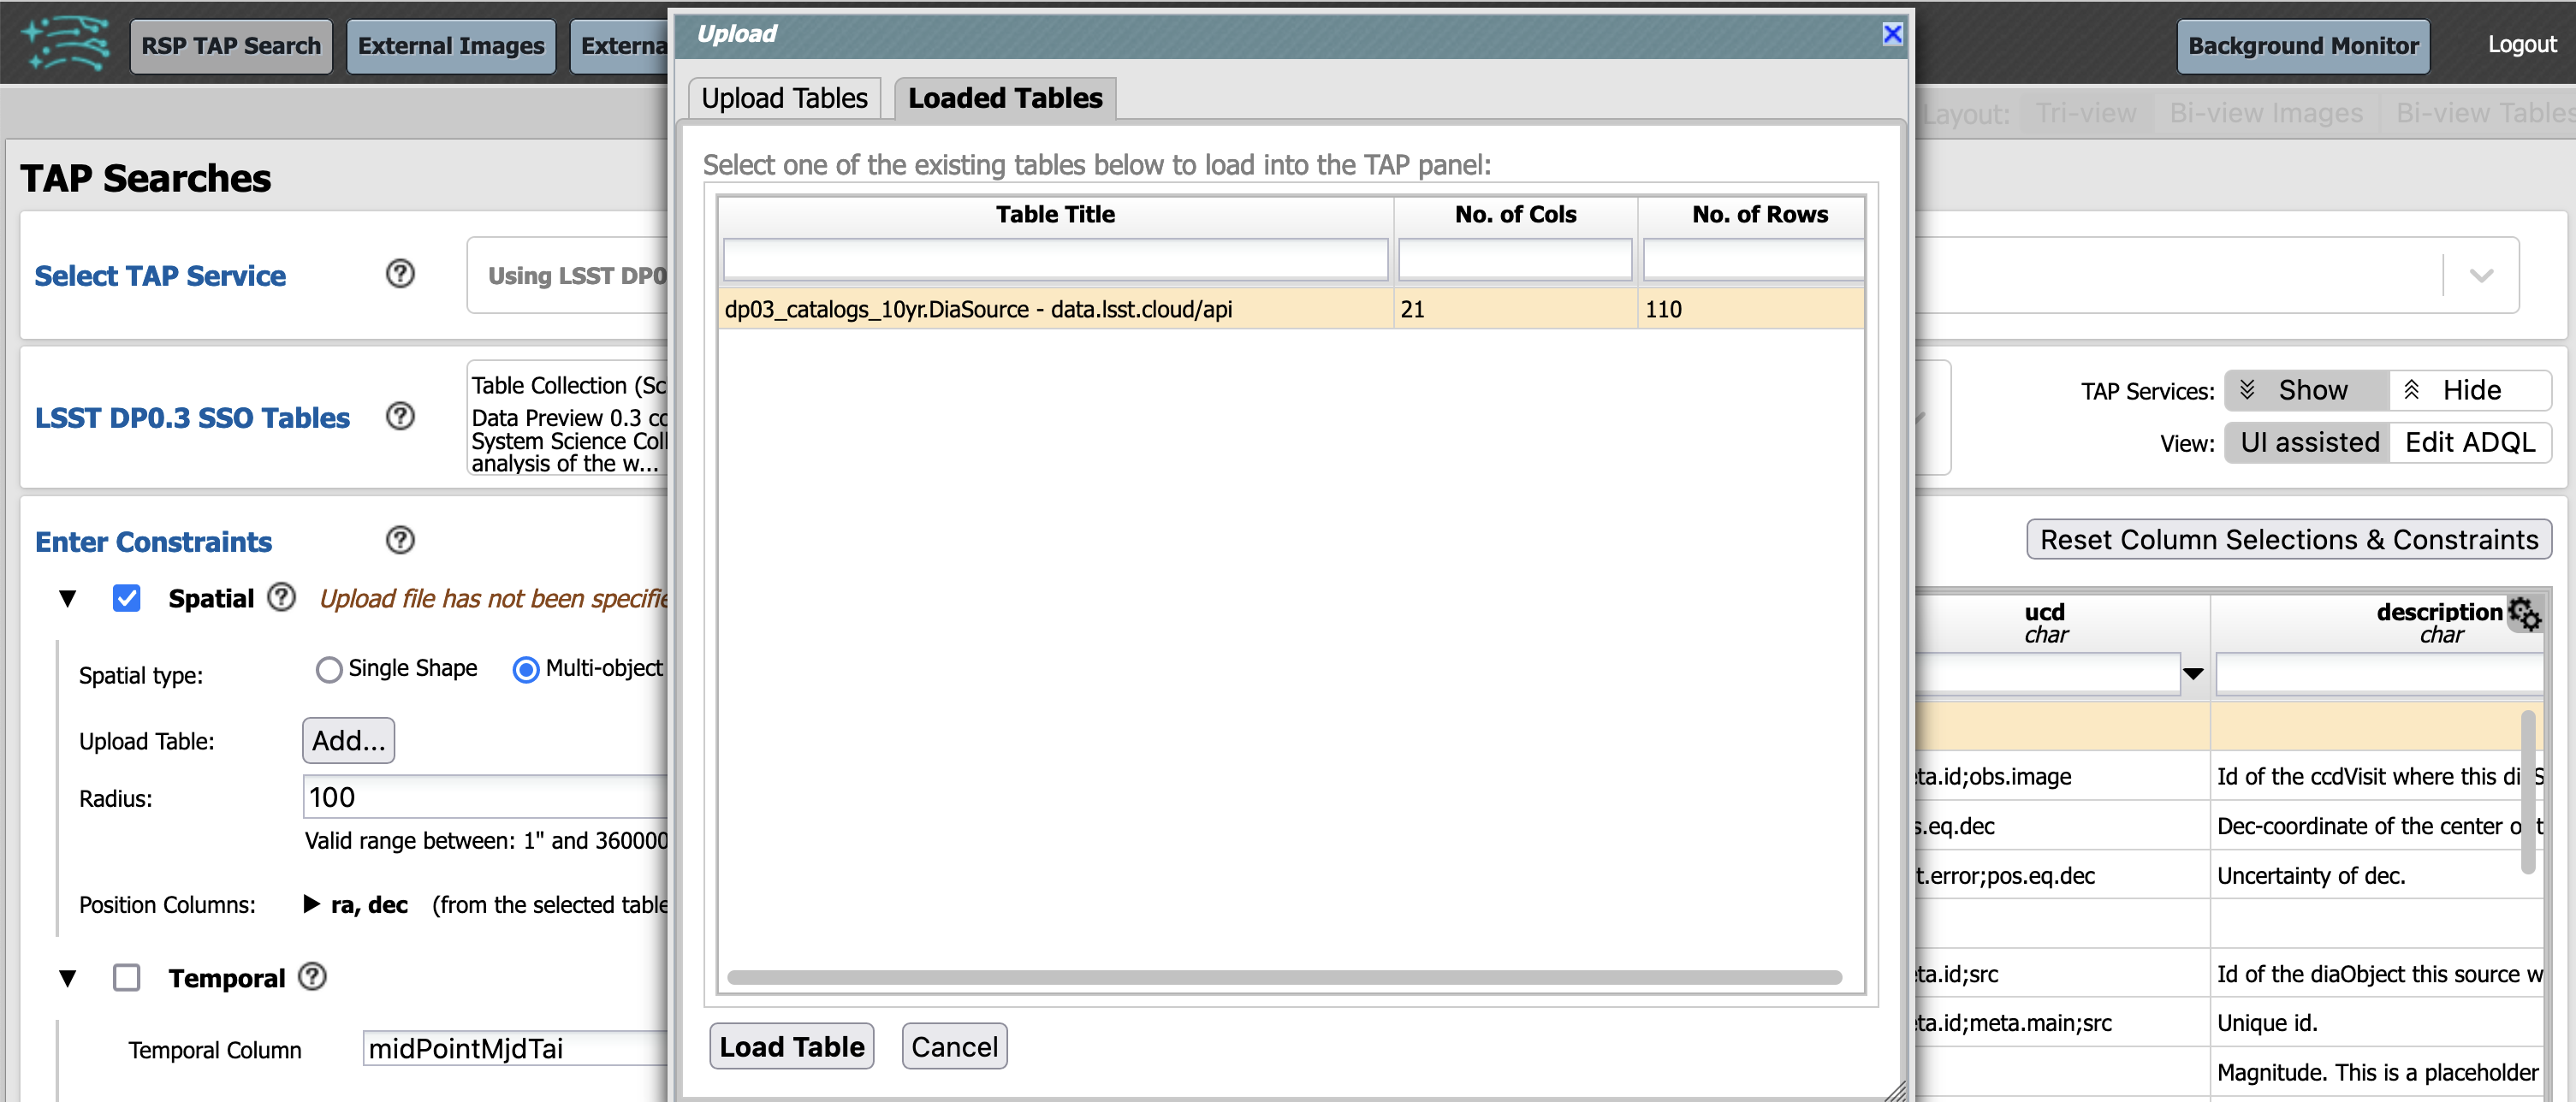 RSP TAP Search
External Images
Upload
Background Monitor
Logout
Upload Tables
Loaded Tables
Layout:
Tri-view
Bi-view Images
Bi-view Tables
TAP Searches
Select one of the existing tables below to load into the TAP panel:
Table Title
No. of Cols
No. of Rows
Select TAP Service
Using LSST DP0
dp03_catalogs_10yr.DiaSource - data.lsst.cloud/api
21
110
LSST DP0.3 SSO Tables
Table Collection (Sc
Data Preview 0.3 co
System Science Coll
analysis of the w...
TAP Services:
Show
Hide
View:
UI assisted
Edit ADQL
Enter Constraints
Reset Column Selections & Constraints
Spatial
Upload file has not been specifie
ucd
char
description
char
Spatial type:
Single Shape
Multi-object
Upload Table:
Add...
Radius:
100
Valid range between: 1" and 360000
Position Columns:
ra, dec
(from the selected table
eta.id;obs.image
Id of the ccdVisit where this diaS
s.eq.dec
Dec-coordinate of the center of t
t.error;pos.eq.dec
Uncertainty of dec.
eta.id;src
Id of the diaObject this source w
eta.id;meta.main;src
Unique id.
Magnitude. This is a placeholder
Temporal
Temporal Column
midPointMjdTai
Load Table
Cancel